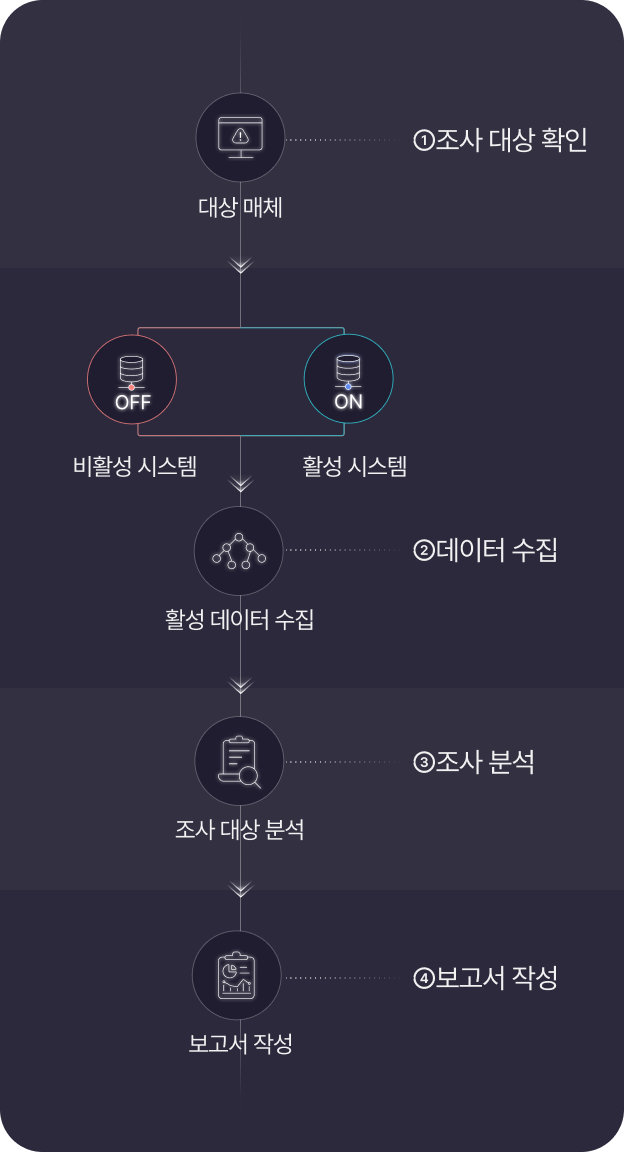 ①조사 대상 확인
대상 매체
OFF
ON
비활성 시스템
활성 시스템
②데이터 수집
활성 데이터 수집
③조사 분석
조사 대상 분석
④보고서 작성
보고서 작성